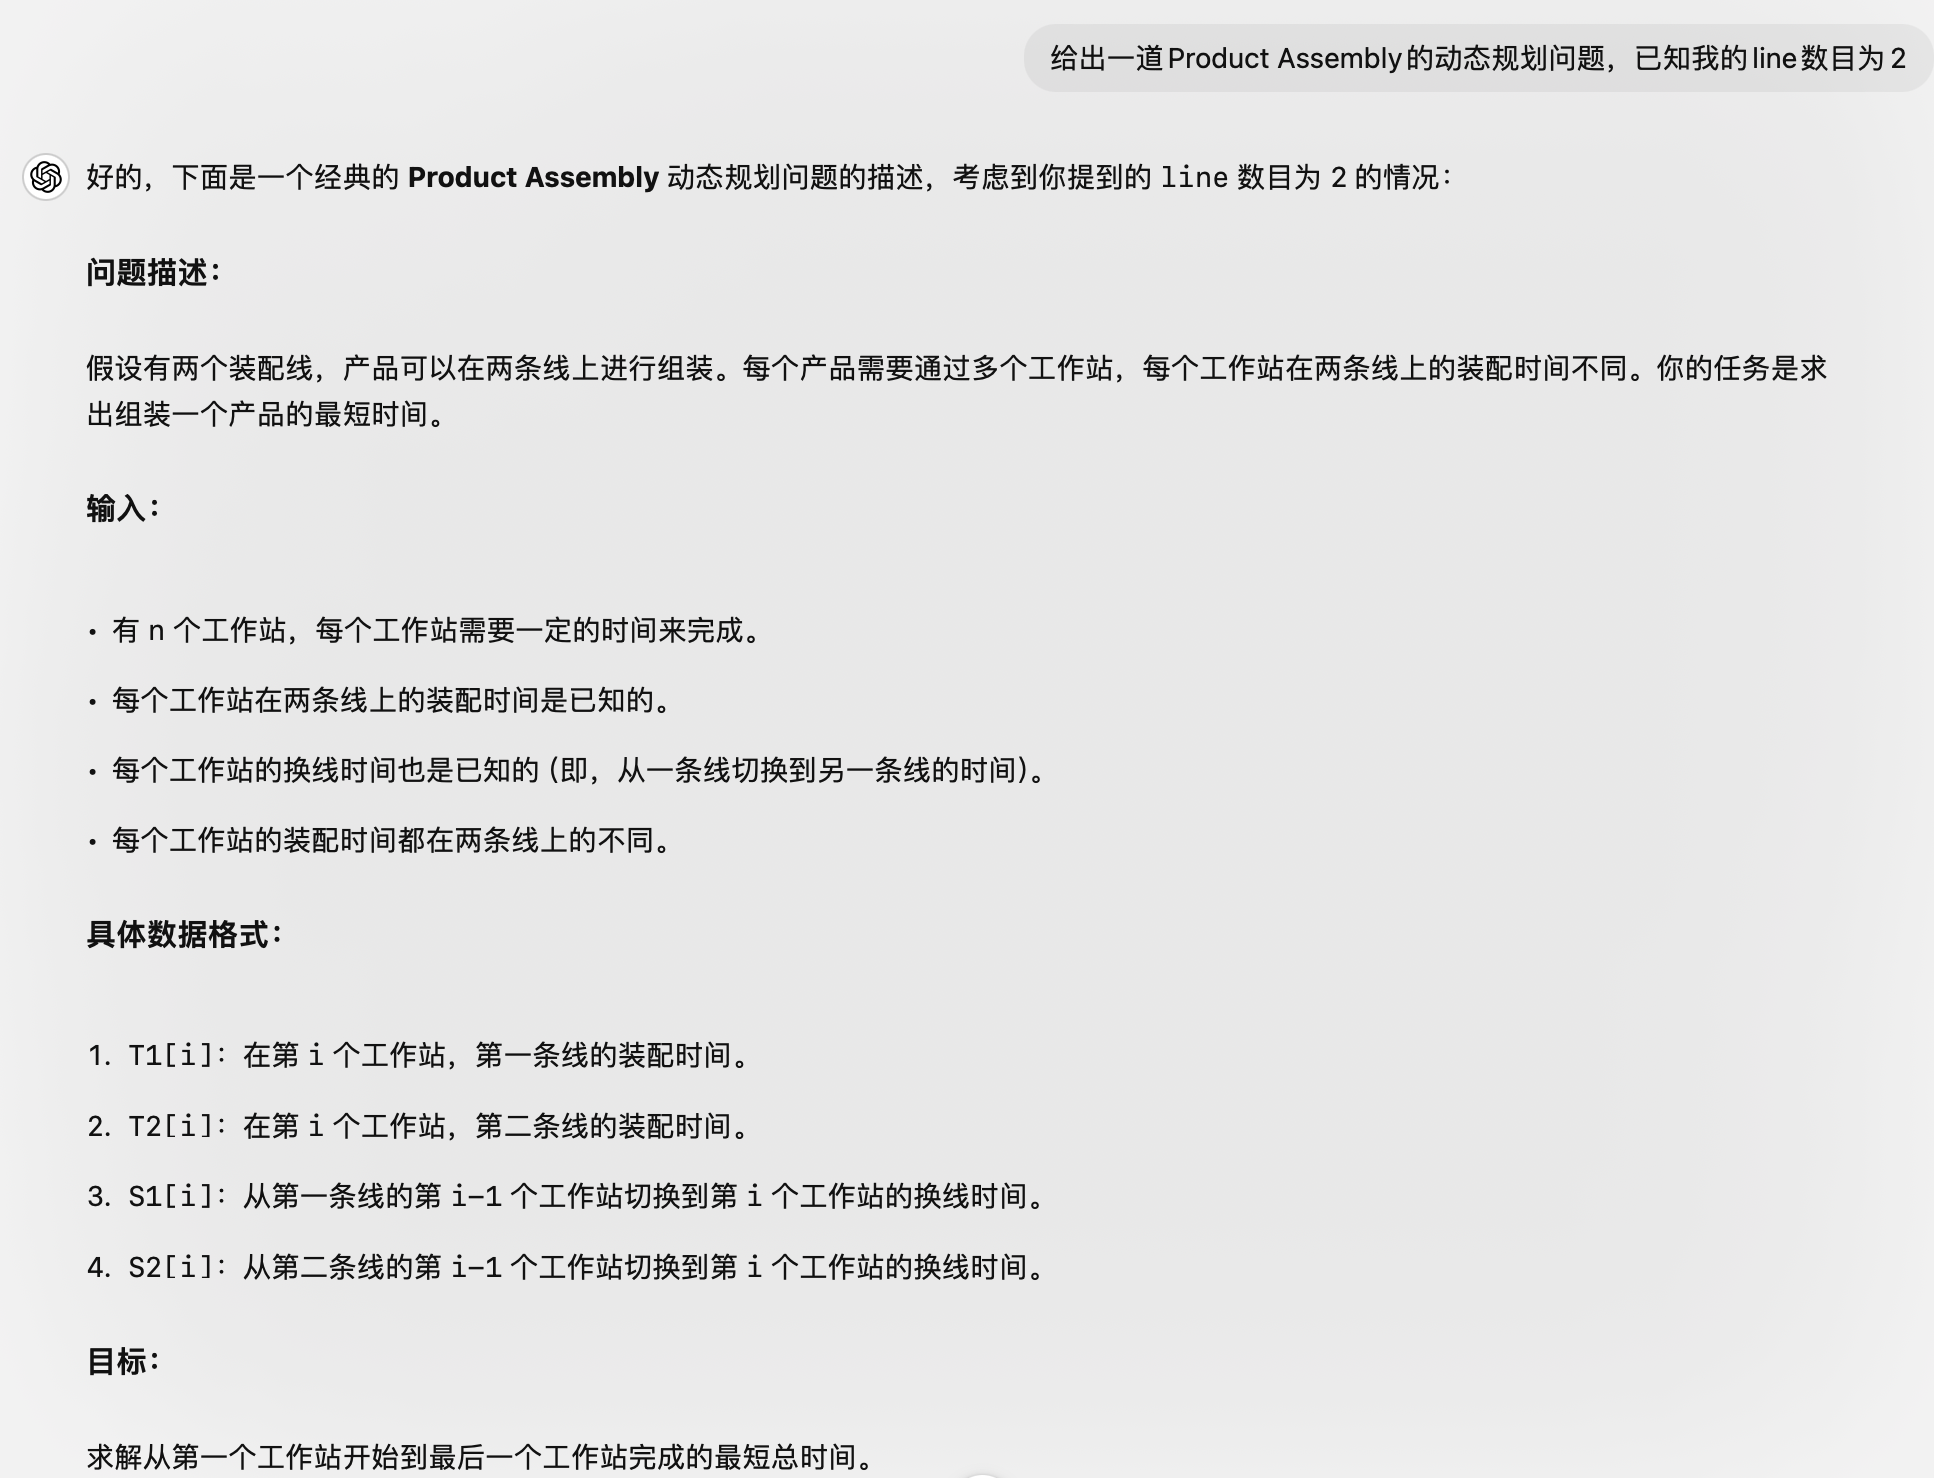 给出一道Product Assembly的动态规划问题，已知我的line数目为2
好的，下面是一个经典的 Product Assembly 动态规划问题的描述，考虑到你提到的 line 数目为 2 的情况：
问题描述：
假设有两个装配线，产品可以在两条线上进行组装。每个产品需要通过多个工作站，每个工作站在两条线上的装配时间不同。你的任务是求
出组装一个产品的最短时间。
输入：
• 有 n 个工作站，每个工作站需要一定的时间来完成。
• 每个工作站在两条线上的装配时间是已知的。
• 每个工作站的换线时间也是已知的（即，从一条线切换到另一条线的时间）。
• 每个工作站的装配时间都在两条线上的不同。
具体数据格式：
1. T1[i]：在第 i 个工作站，第一条线的装配时间。
2. T2[i]：在第 i 个工作站，第二条线的装配时间。
3. S1[i]：从第一条线的第 i-1 个工作站切换到第 i 个工作站的换线时间。
4. S2[i]：从第二条线的第 i-1 个工作站切换到第 i 个工作站的换线时间。
目标：
求解从第一个工作站开始到最后一个工作站完成的最短总时间。